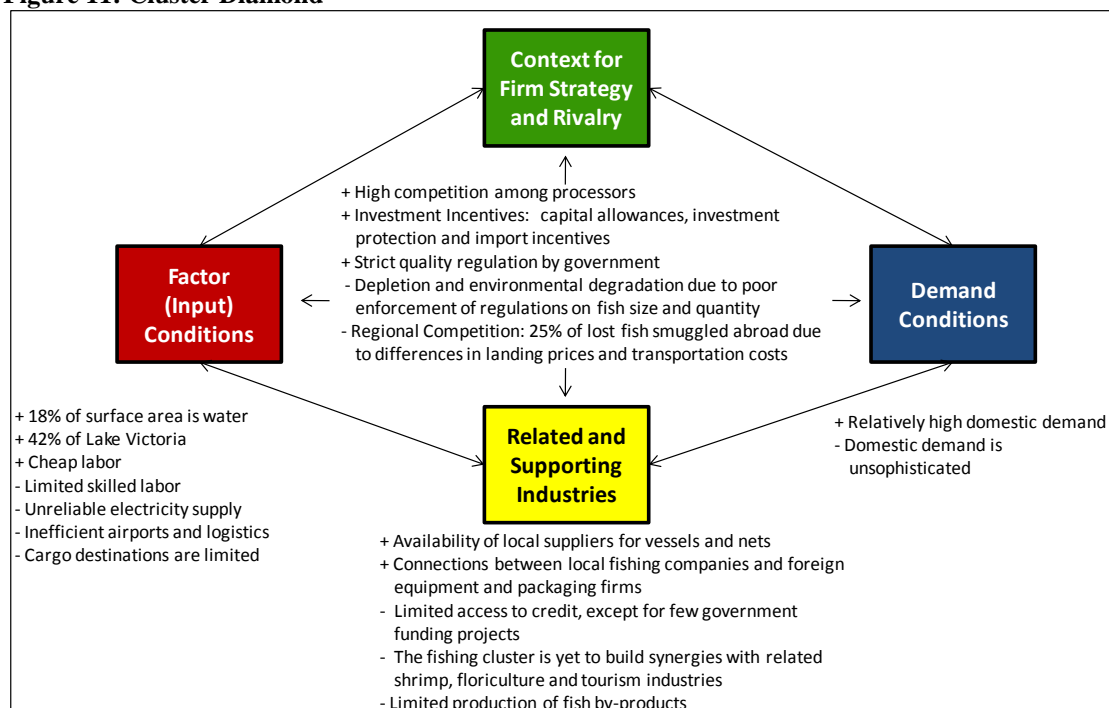 Figure 11: Cluster Diamond
Context for
Firm Strategy
and Rivalry
+ High competition among processors
+ Investment Incentives: capital allowances, investment
protection and import incentives
+ Strict quality regulation by government
- Depletion and environmental degradation due to poor
enforcement of regulations on fish size and quantity
- Regional Competition: 25% of lost fish smuggled abroad due
to differences in landing prices and transportation costs
Factor
(Input)
Conditions
Demand
Conditions
+ 18% of surface area is water
+ 42% of Lake Victoria
+ Cheap labor
- Limited skilled labor
- Unreliable electricity supply
- Inefficient airports and logistics
- Cargo destinations are limited
Related and
Supporting
Industries
+ Relatively high domestic demand
- Domestic demand is
unsophisticated
+ Availability of local suppliers for vessels and nets
+ Connections between local fishing companies and foreign
equipment and packaging firms
- Limited access to credit, except for few government
funding projects
- The fishing cluster is yet to build synergies with related
shrimp, floriculture and tourism industries
- Limited production of fish by-products